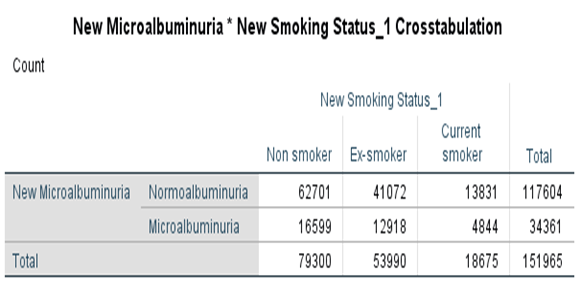 New Microalbuminuria * New Smoking Status_1 Crosstabulation
Count
New Smoking Status_1
Non smoker Ex-smoker Current smoker Total
New Microalbuminuria Normoalbuminuria 62701 41072 13831 117604
Microalbuminuria 16599 12918 4844 34361
Total 79300 53990 18675 151965